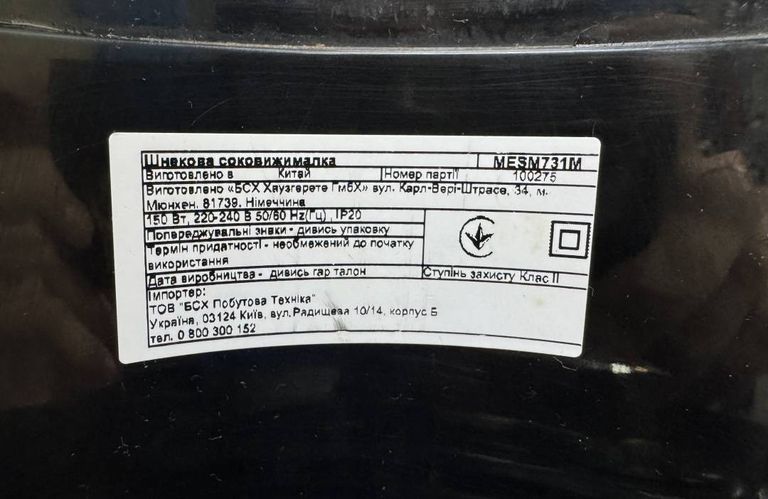 Шнекова соковижималка MESM731M
Виготовлено в Китай Номер партії 100275
Виготовлено «БСХ Хаузгерете ГмбХ» вул. Карл-Вері-Штрасе, 34, м.
Мюнхен, 81739, Німеччина
150 Вт, 220-240 В 50/60 Hz(Гц) , IP20
Попереджувальні знаки - дивись упаковку
Термін придатності - необмежений до початку
використання
Дата виробництва - дивись гар талон Ступінь захисту Клас II
Імпортер:
ТОВ "БСХ Побутова Техніка"
Україна, 03124 Київ, вул.Радищева 10/14, корпус Б
тел. 0 800 300 152